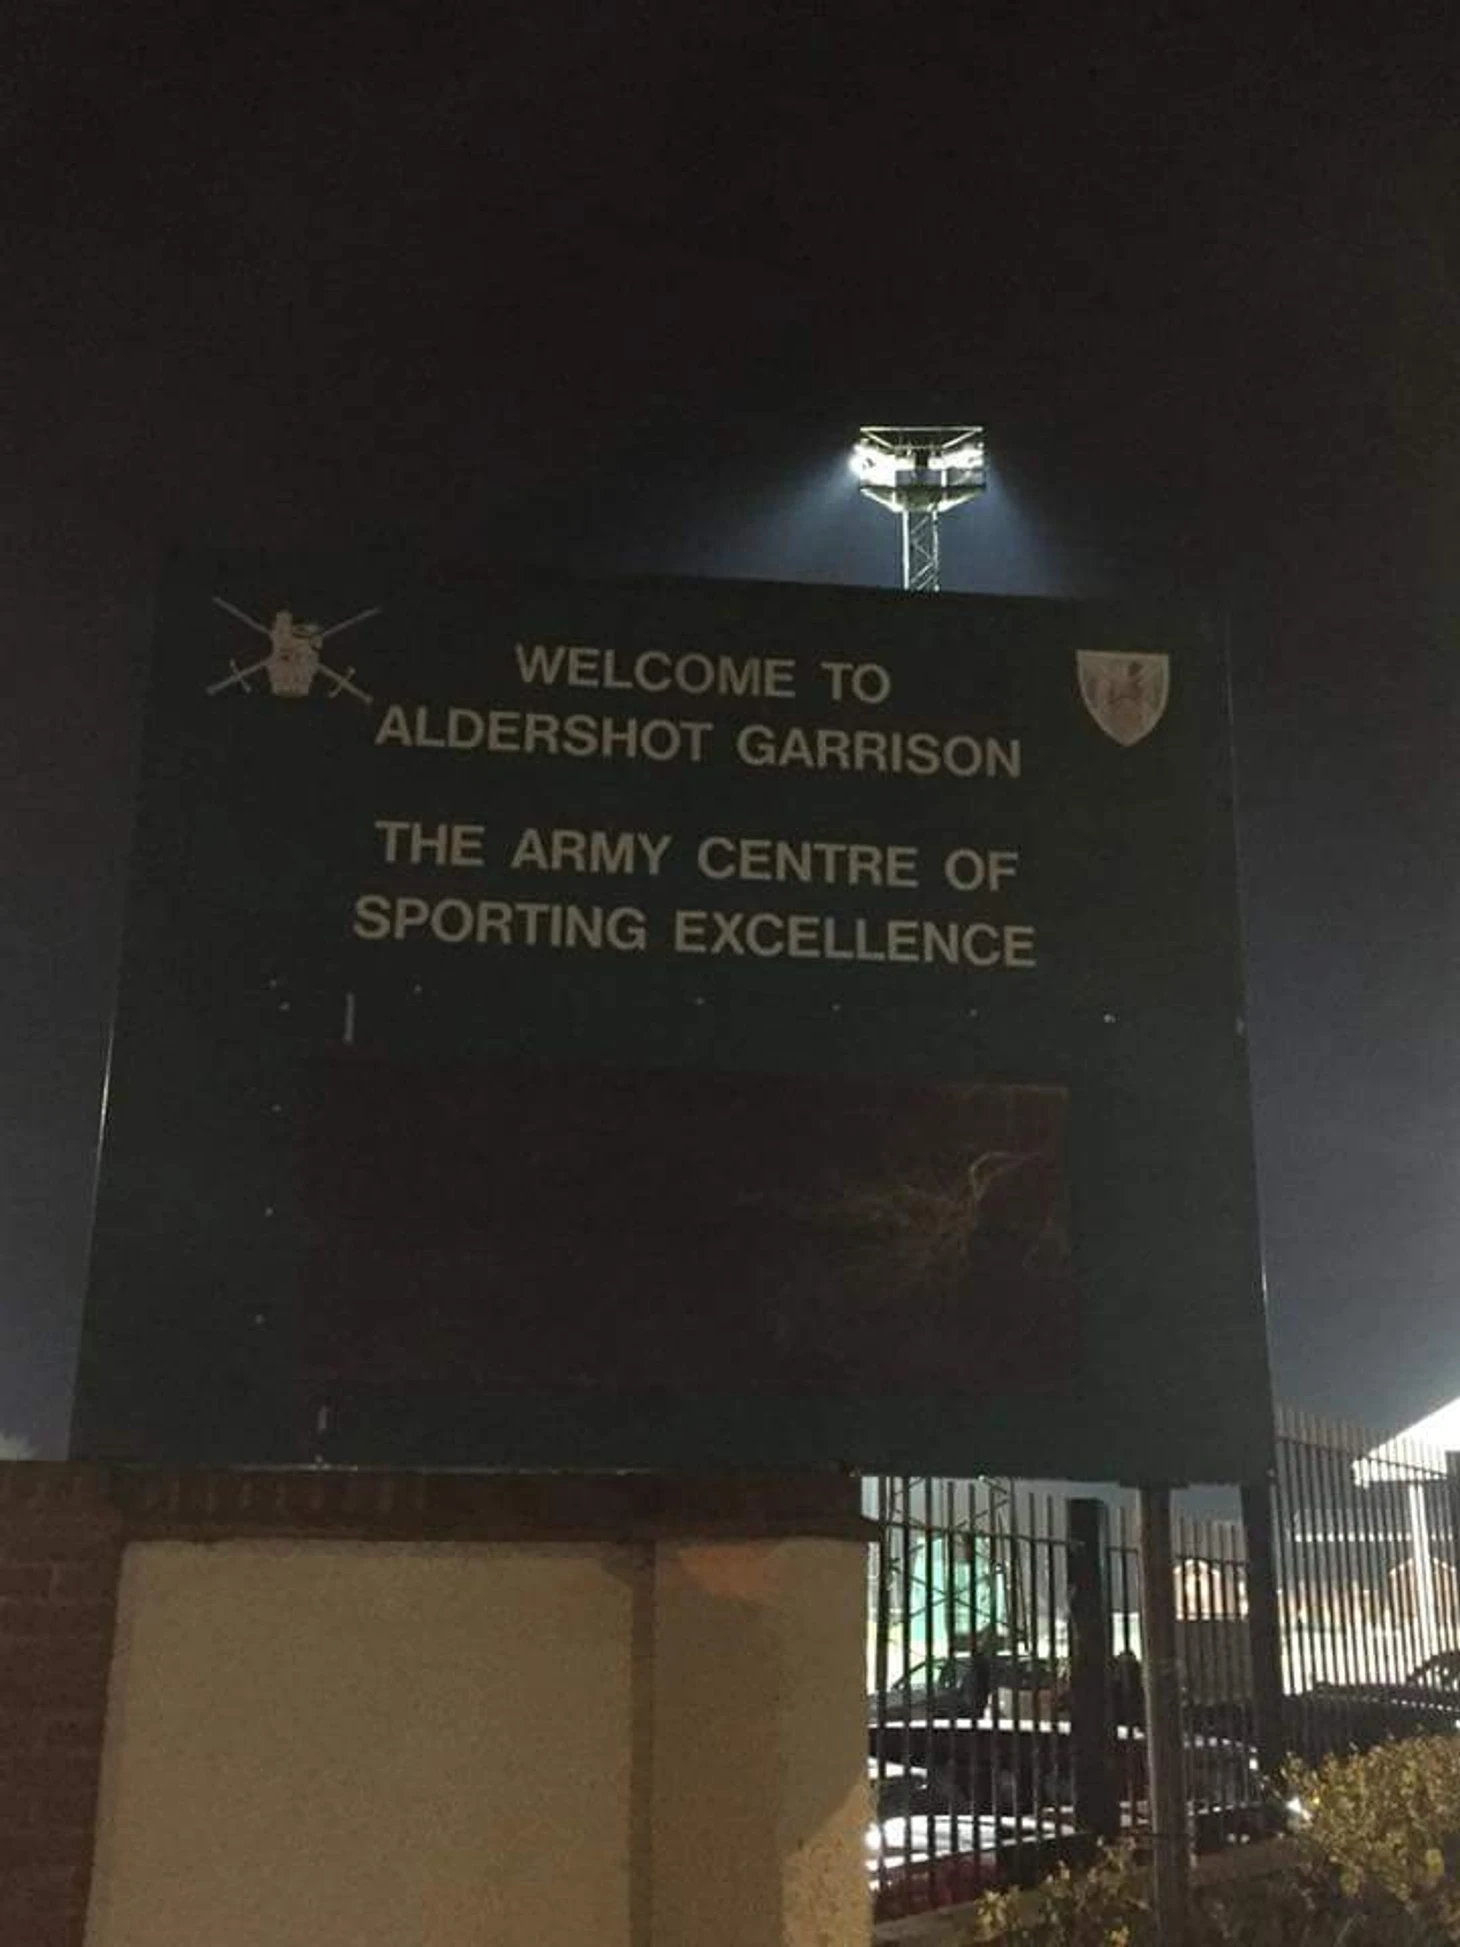 WELCOME TO
ALDERSHOT GARRISON
THE ARMY CENTRE OF
SPORTING EXCELLENCE